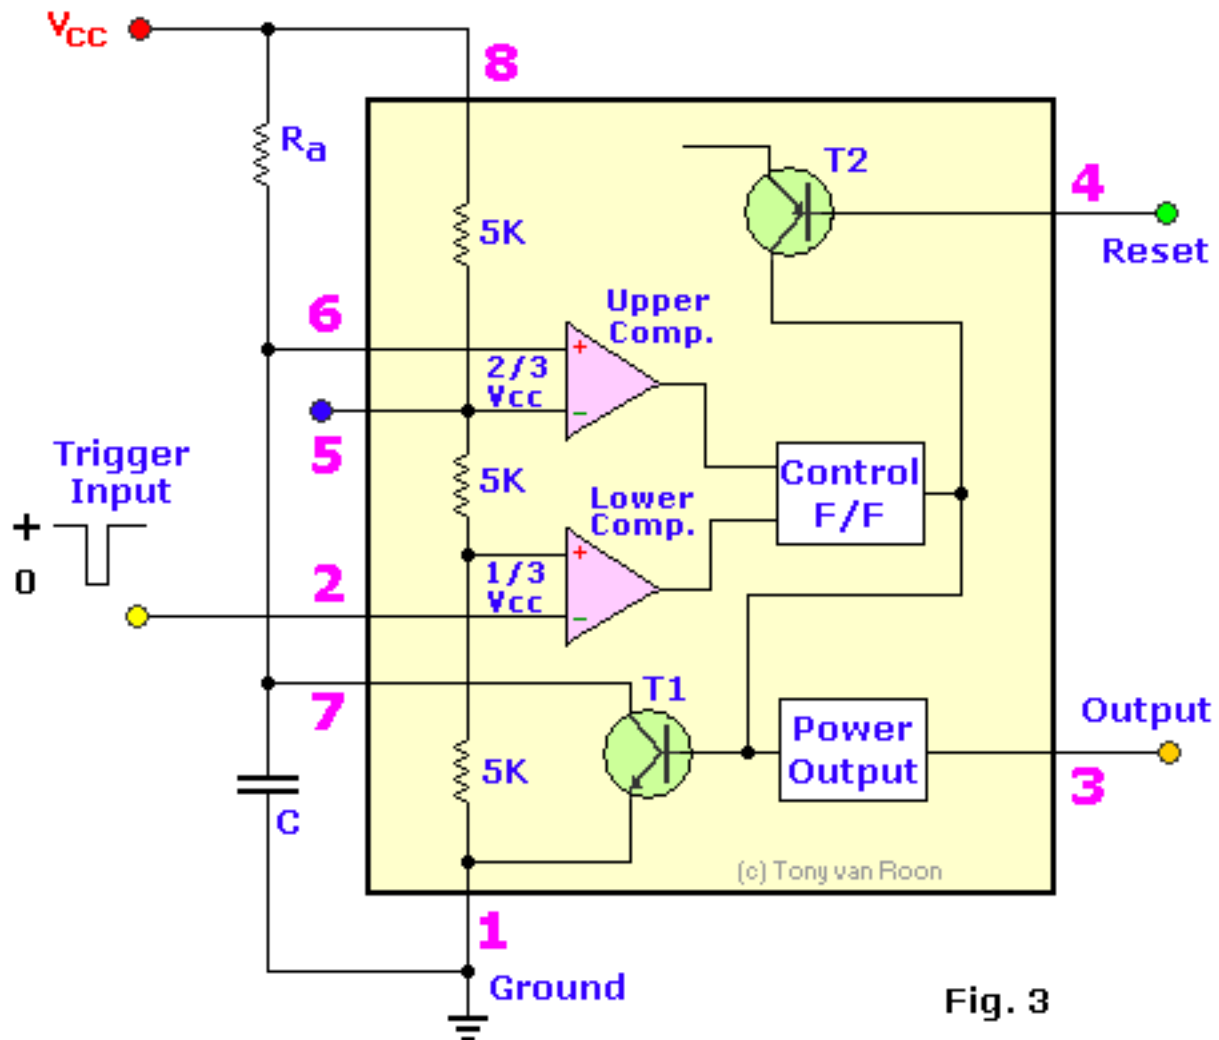 VCC
8
Ra
T2
4
5K
Reset
6
Upper
Comp.
+
2/3
Vcc
−
5
Trigger
Input
5K
Control
F/F
Lower
Comp.
+
0
+
1/3
Vcc
2
−
7
T1
Output
Power
Output
5K
3
C
(c) Tony van Roon
1
Ground
Fig. 3